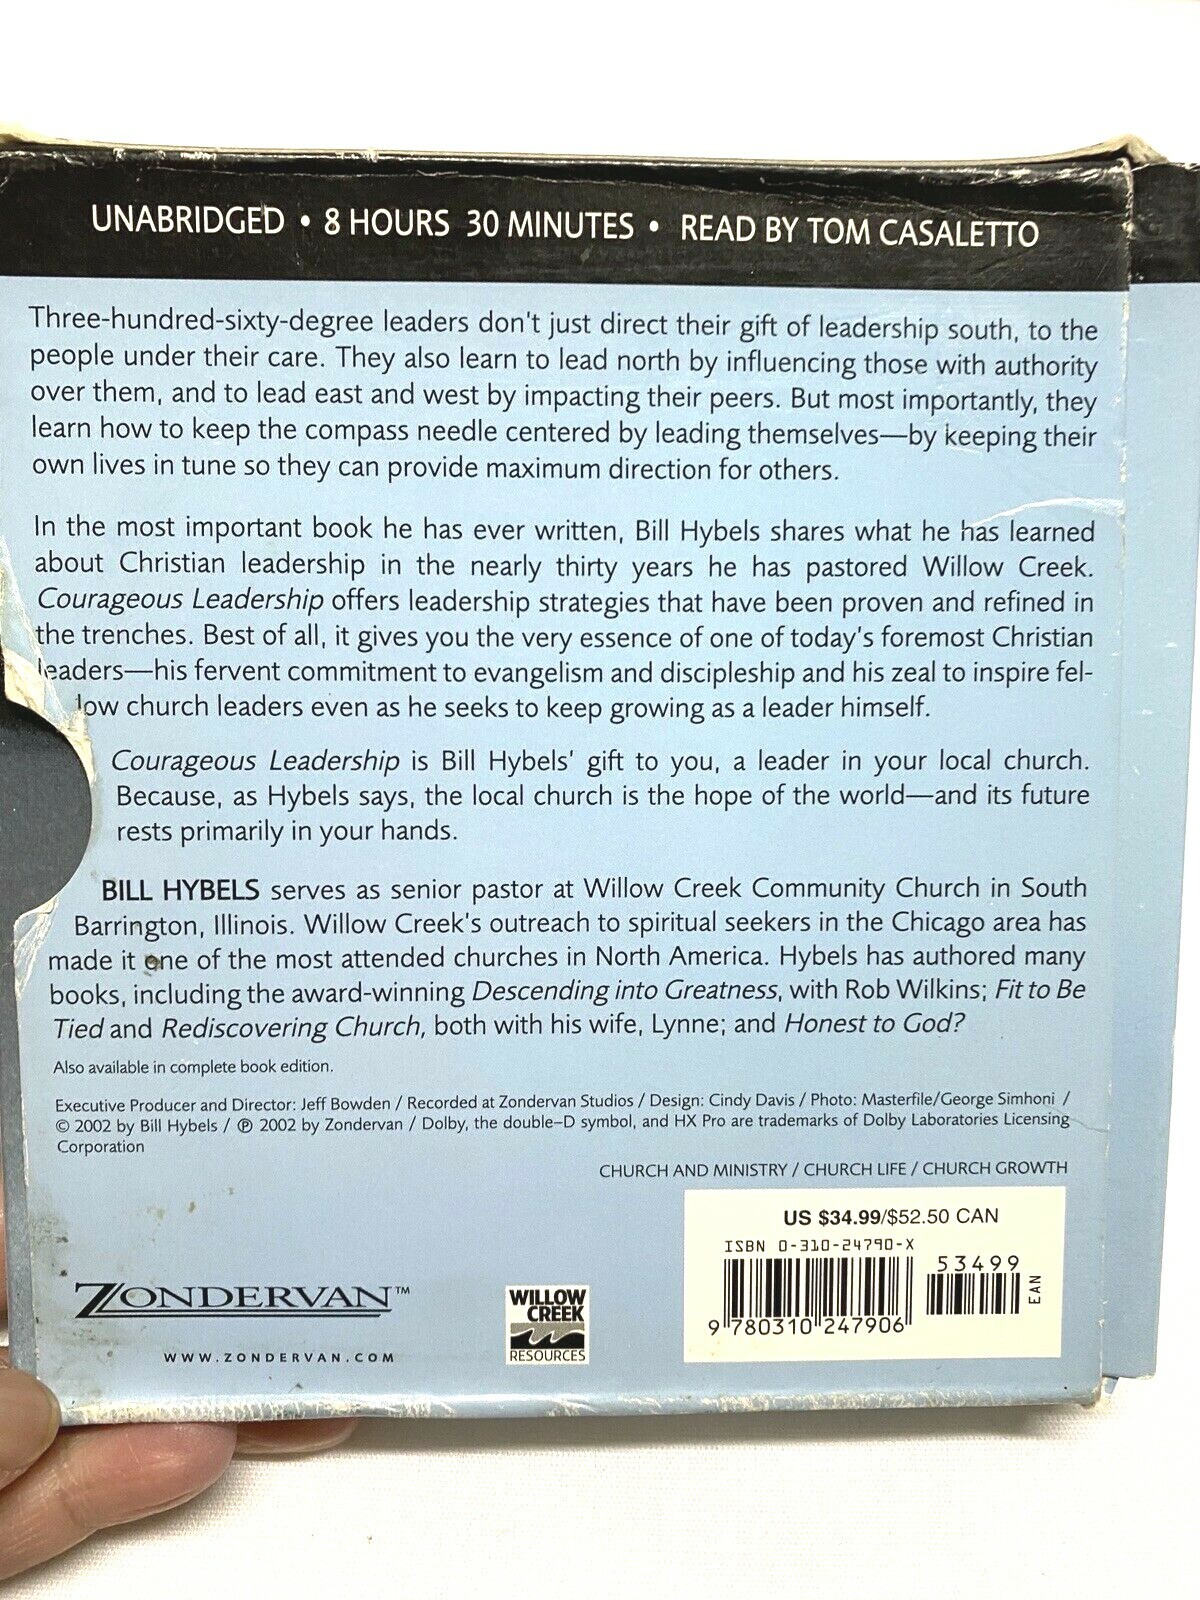 UNABRIDGED • 8 HOURS 30 MINUTES • READ BY TOM CASALETTO
Three-hundred-sixty-degree leaders don't just direct their gift of leadership south, to the
people under their care. They also learn to lead north by influencing those with authority
over them, and to lead east and west by impacting their peers. But most importantly, they
learn how to keep the compass needle centered by leading themselves—by keeping their
own lives in tune so they can provide maximum direction for others.
In the most important book he has ever written, Bill Hybels shares what he has learned
about Christian leadership in the nearly thirty years he has pastored Willow Creek.
Courageous Leadership offers leadership strategies that have been proven and refined in
the trenches. Best of all, it gives you the very essence of one of today's foremost Christian
leaders—his fervent commitment to evangelism and discipleship and his zeal to inspire fel-
low church leaders even as he seeks to keep growing as a leader himself.
Courageous Leadership is Bill Hybels' gift to you, a leader in your local church.
Because, as Hybels says, the local church is the hope of the world—and its future
rests primarily in your hands.
BILL HYBELS serves as senior pastor at Willow Creek Community Church in South
Barrington, Illinois. Willow Creek's outreach to spiritual seekers in the Chicago area has
made it one of the most attended churches in North America. Hybels has authored many
books, including the award-winning Descending into Greatness, with Rob Wilkins; Fit to Be
Tied and Rediscovering Church, both with his wife, Lynne; and Honest to God?
Also available in complete book edition.
Executive Producer and Director: Jeff Bowden / Recorded at Zondervan Studios / Design: Cindy Davis / Photo: Masterfile/George Simhoni /
© 2002 by Bill Hybels / ℗ 2002 by Zondervan / Dolby, the double–D symbol, and HX Pro are trademarks of Dolby Laboratories Licensing
Corporation
CHURCH AND MINISTRY / CHURCH LIFE / CHURCH GROWTH
US $34.99/$52.50 CAN
ISBN 0-310-24790-X
53499
EAN
9 780310 247906
ZONDERVAN™
WWW.ZONDERVAN.COM
WILLOW
CREEK
RESOURCES